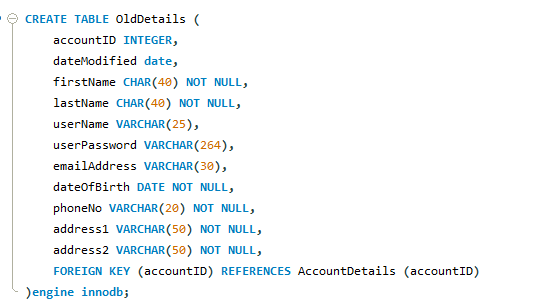 CREATE TABLE OldDetails (
accountID INTEGER,
dateModified date,
firstName CHAR(40) NOT NULL,
lastName CHAR(40) NOT NULL,
userName VARCHAR(25),
userPassword VARCHAR(264),
emailAddress VARCHAR(30),
dateOfBirth DATE NOT NULL,
phoneNo VARCHAR(20) NOT NULL,
address1 VARCHAR(50) NOT NULL,
address2 VARCHAR(50) NOT NULL,
FOREIGN KEY (accountID) REFERENCES AccountDetails (accountID)
)engine innodb;